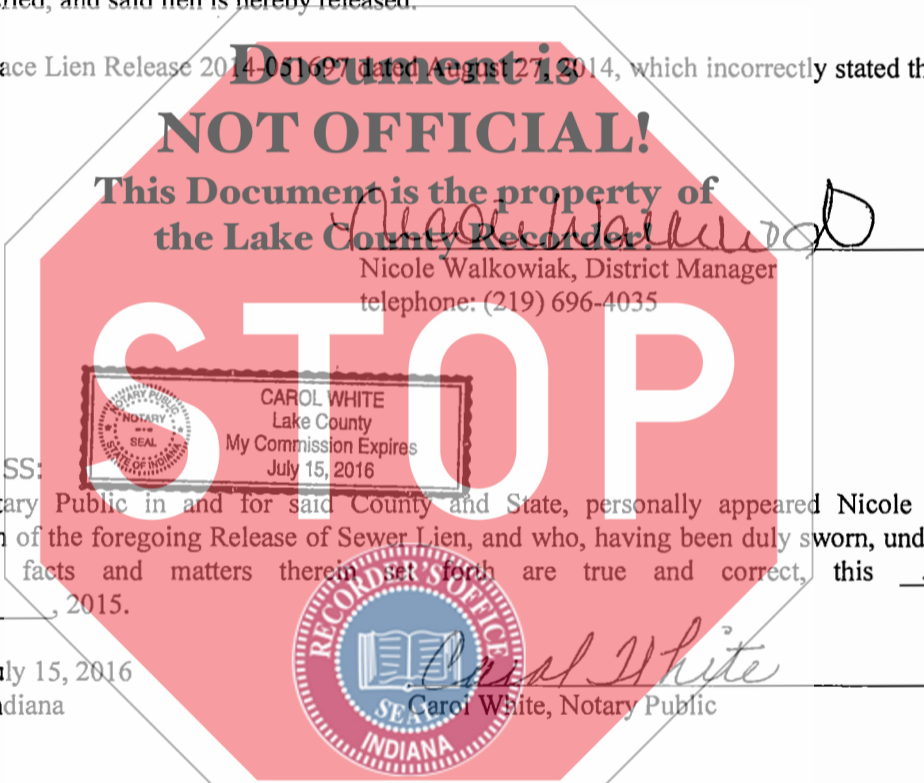 and said lien is hereby released.
ace Lien Release 2014-051697 dated August 27, 2014, which incorrectly stated th
Document is
NOT OFFICIAL!
This Document is the property of
the Lake County Recorder!
Nicole Walkowiak
Nicole Walkowiak, District Manager
telephone: (219) 696-4035
STOP
NOTARY PUBLIC
NOTARY
SEAL
STATE OF INDIANA
CAROL WHITE
Lake County
My Commission Expires
July 15, 2016
SS:
tary Public in and for said County and State, personally appeared Nicole
of the foregoing Release of Sewer Lien, and who, having been duly sworn, und
facts and matters therein set forth are true and correct, this
, 2015.
RECORDER'S OFFICE
SEAL
INDIANA
uly 15, 2016
Carol White
ndiana
Carol White, Notary Public